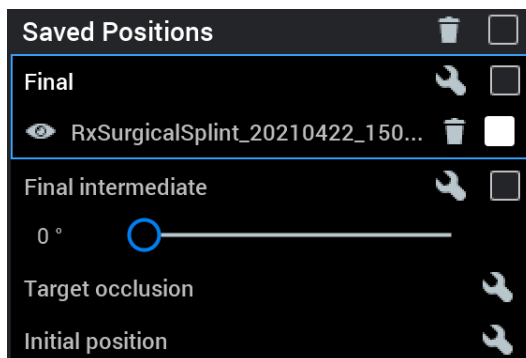 Saved Positions
Final
RxSurgicalSplint_20210422_150...
Final intermediate
0 °
Target occlusion
Initial position